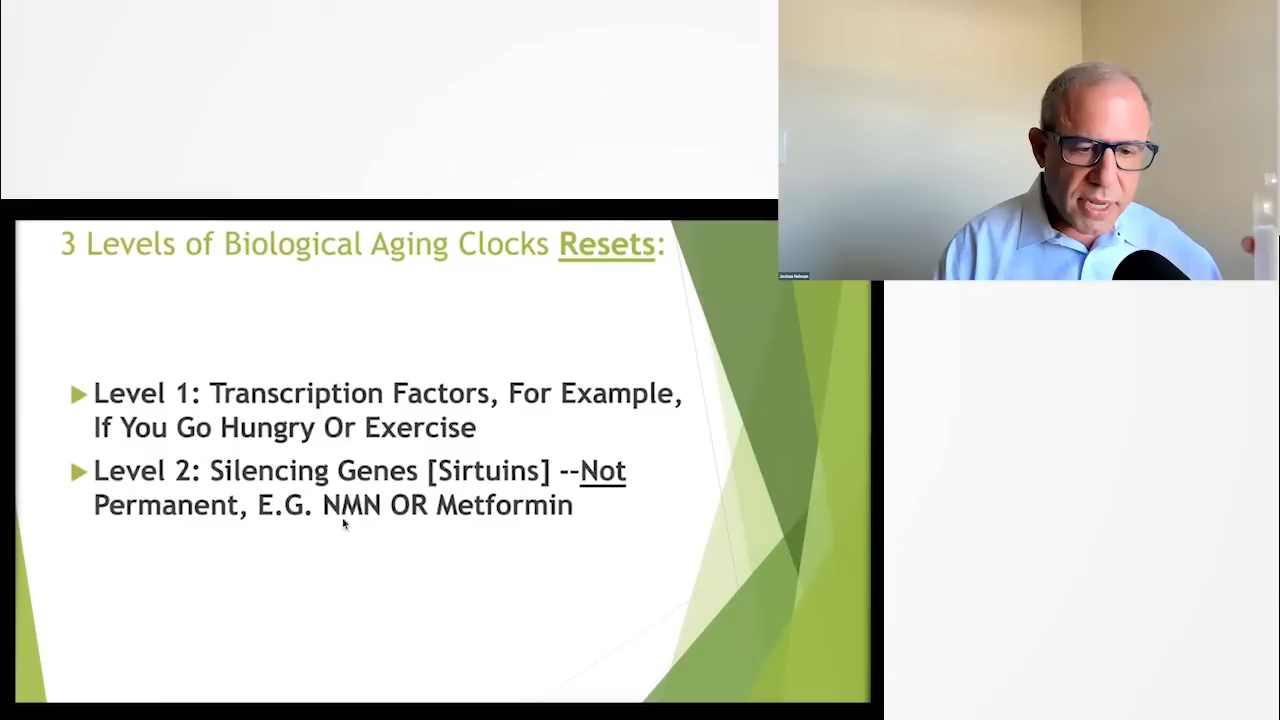 3 Levels of Biological Aging Clocks Resets:
Level 1: Transcription Factors, For Example,
If You Go Hungry Or Exercise
Level 2: Silencing Genes [Sirtuins] --Not
Permanent, E.G. NMN OR Metformin